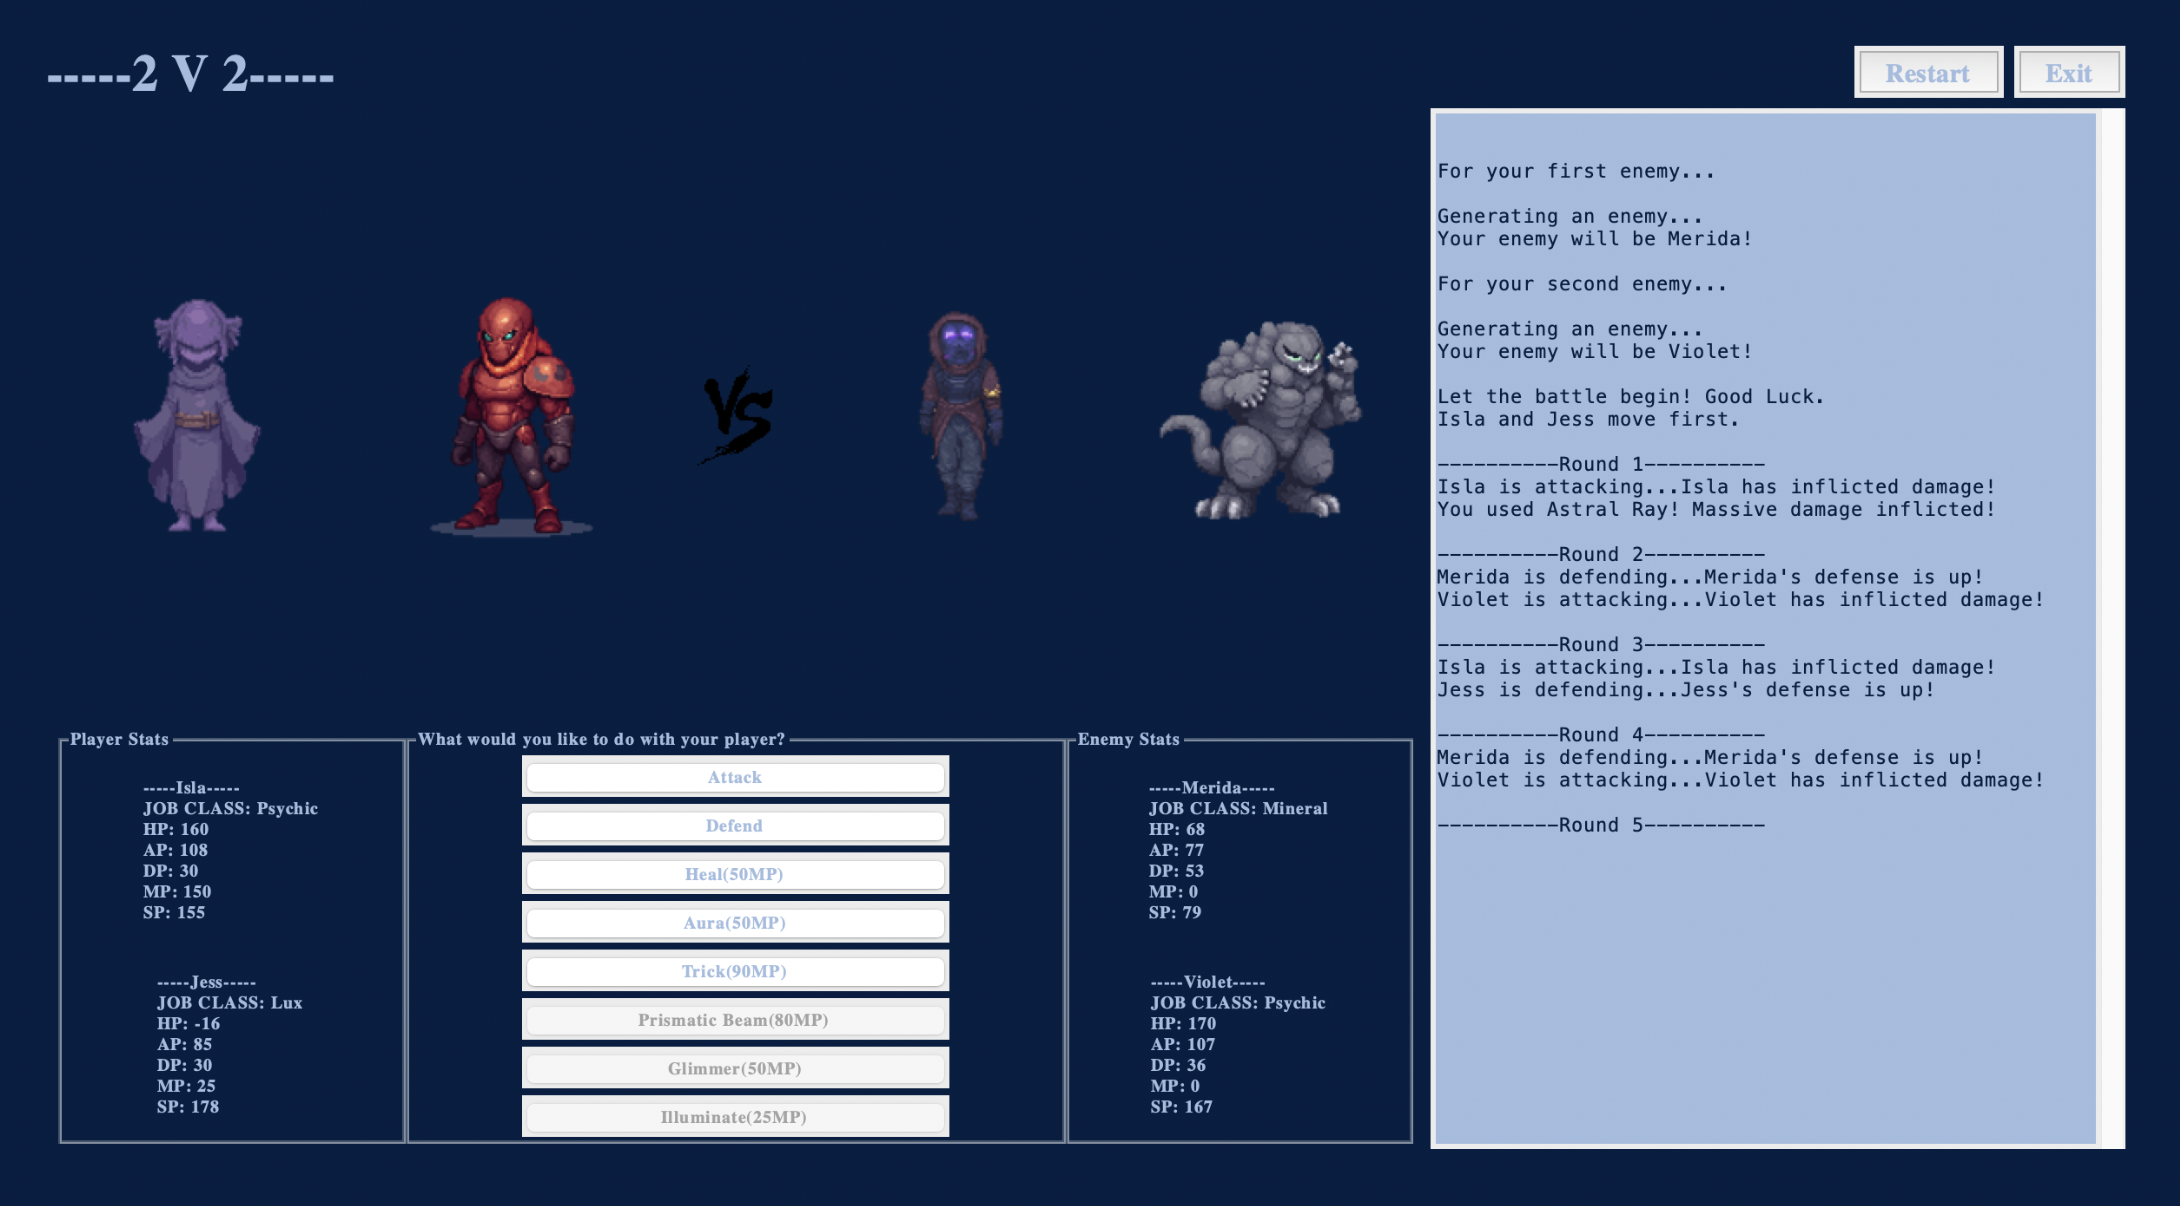 -----2 V 2-----
Restart
Exit
VS
Player Stats
-----Isla-----
JOB CLASS: Psychic
HP: 160
AP: 108
DP: 30
MP: 150
SP: 155
-----Jess-----
JOB CLASS: Lux
HP: -16
AP: 85
DP: 30
MP: 25
SP: 178
What would you like to do with your player?
Attack
Defend
Heal(50MP)
Aura(50MP)
Trick(90MP)
Prismatic Beam(80MP)
Glimmer(50MP)
Illuminate(25MP)
Enemy Stats
-----Merida-----
JOB CLASS: Mineral
HP: 68
AP: 77
DP: 53
MP: 0
SP: 79
-----Violet-----
JOB CLASS: Psychic
HP: 170
AP: 107
DP: 36
MP: 0
SP: 167
For your first enemy...
Generating an enemy...
Your enemy will be Merida!
For your second enemy...
Generating an enemy...
Your enemy will be Violet!
Let the battle begin! Good Luck.
Isla and Jess move first.
----------Round 1----------
Isla is attacking...Isla has inflicted damage!
You used Astral Ray! Massive damage inflicted!
----------Round 2----------
Merida is defending...Merida's defense is up!
Violet is attacking...Violet has inflicted damage!
----------Round 3----------
Isla is attacking...Isla has inflicted damage!
Jess is defending...Jess's defense is up!
----------Round 4----------
Merida is defending...Merida's defense is up!
Violet is attacking...Violet has inflicted damage!
----------Round 5----------